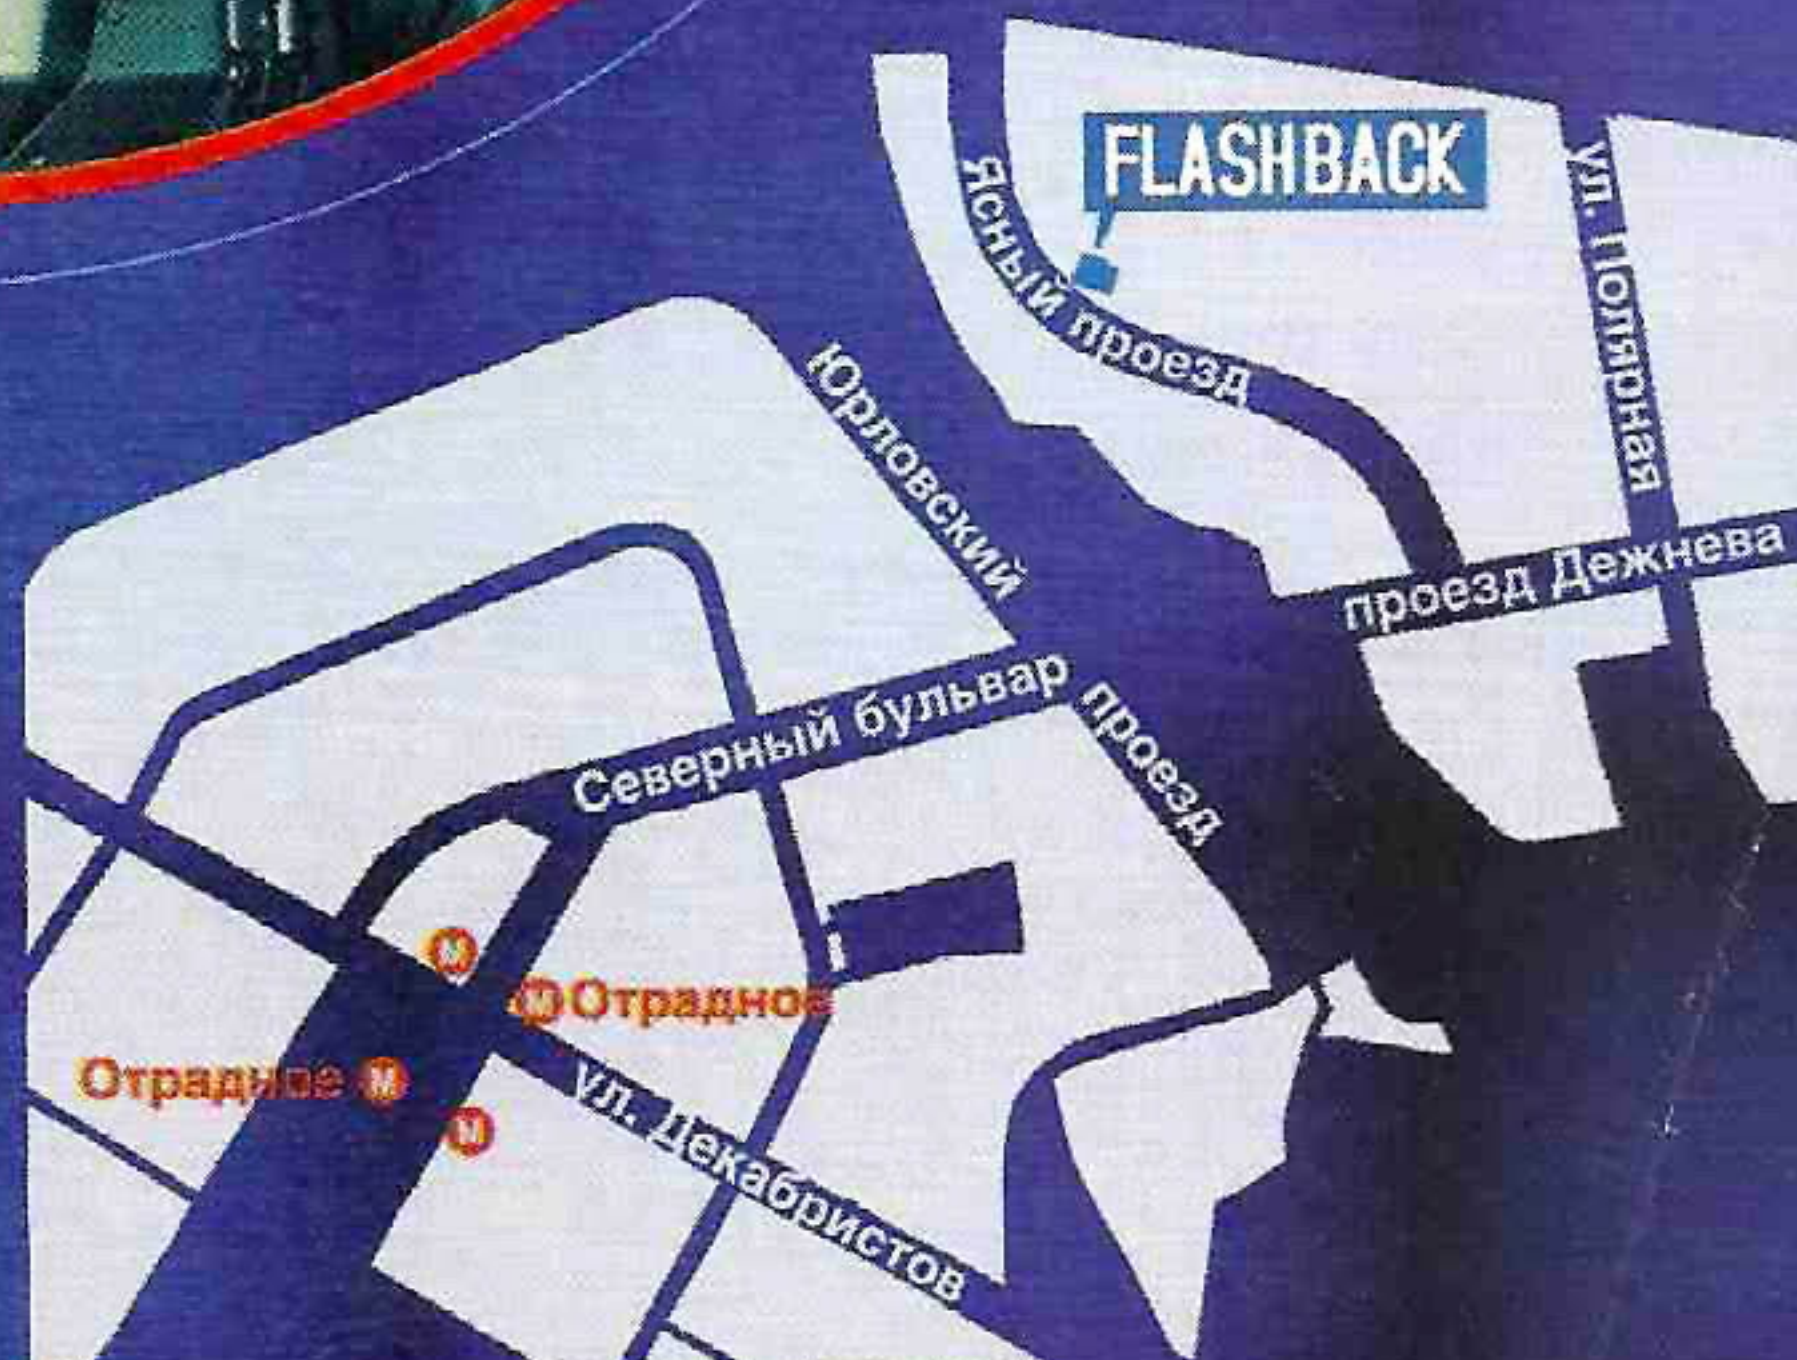 FLASHBACK
Ясный проезд
ул. Полярная
Юрловский
проезд
проезд Дежнева
Северный бульвар
М
М Отрадное
Отрадное М
М
ул. Декабристов